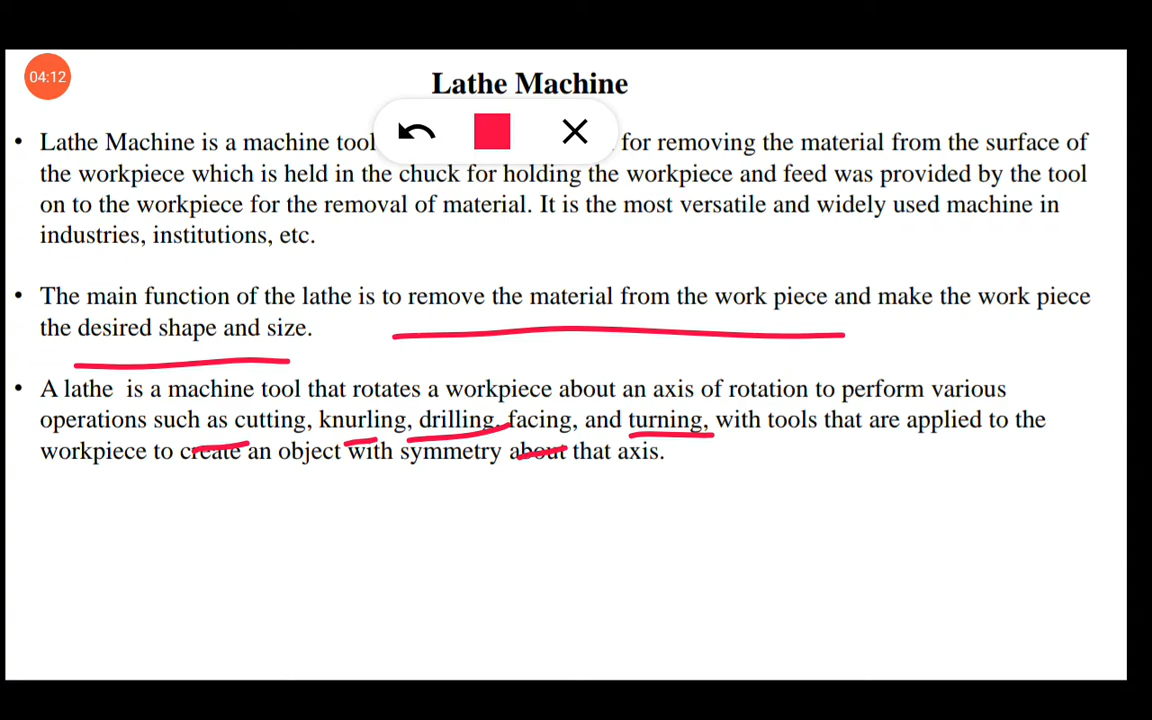 04:12
Lathe Machine
• Lathe Machine is a machine tool for removing the material from the surface of
the workpiece which is held in the chuck for holding the workpiece and feed was provided by the tool
on to the workpiece for the removal of material. It is the most versatile and widely used machine in
industries, institutions, etc.
• The main function of the lathe is to remove the material from the work piece and make the work piece
the desired shape and size.
• A lathe is a machine tool that rotates a workpiece about an axis of rotation to perform various
operations such as cutting, knurling, drilling, facing, and turning, with tools that are applied to the
workpiece to create an object with symmetry about that axis.